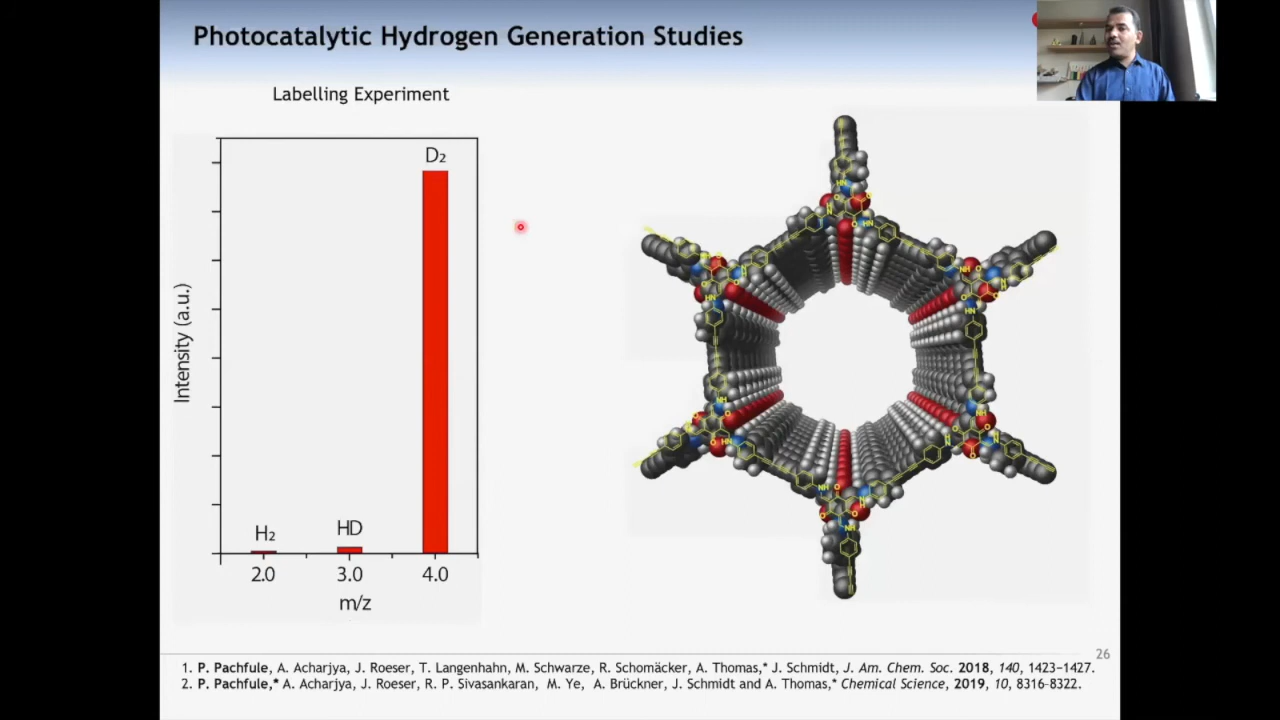 Photocatalytic Hydrogen Generation Studies
Labelling Experiment
D₂
H₂
HD
Intensity (a.u.)
2.0 3.0 4.0
m/z
26
1. P. Pachfule, A. Acharjya, J. Roeser, T. Langenhahn, M. Schwarze, R. Schomäcker, A. Thomas,* J. Schmidt, J. Am. Chem. Soc. 2018, 140, 1423−1427.
2. P. Pachfule,* A. Acharjya, J. Roeser, R. P. Sivasankaran, M. Ye, A. Brückner, J. Schmidt and A. Thomas,* Chemical Science, 2019, 10, 8316-8322.